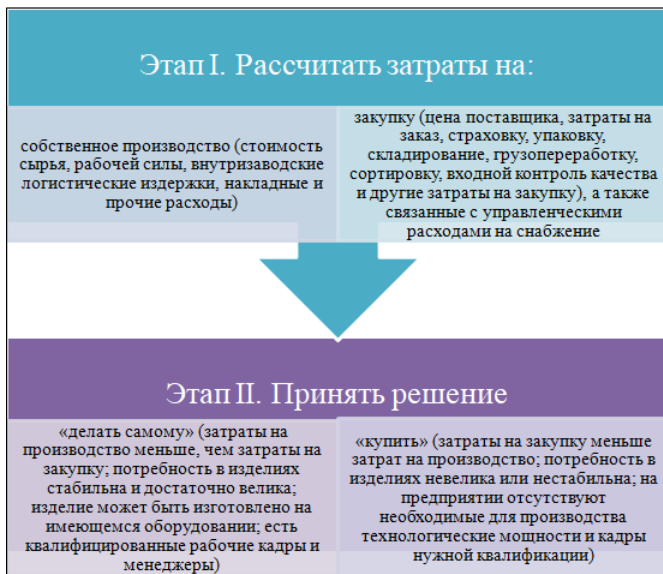 Этап I. Рассчитать затраты на:
собственное производство (стоимость
сырья, рабочей силы, внутризаводские
логистические издержки, накладные и
прочие расходы)
закупку (цена поставщика, затраты на
заказ, страховку, упаковку,
складирование, грузопереработку,
сортировку, входной контроль качества
и другие затраты на закупку), а также
связанные с управленческими
расходами на снабжение
Этап II. Принять решение
«делать самому» (затраты на
производство меньше, чем затраты на
закупку; потребность в изделиях
стабильна и достаточно велика;
изделие может быть изготовлено на
имеющемся оборудовании; есть
квалифицированные рабочие кадры и
менеджеры)
«купить» (затраты на закупку меньше
затрат на производство; потребность в
изделиях невелика или нестабильна; на
предприятии отсутствуют
необходимые для производства
технологические мощности и кадры
нужной квалификации)